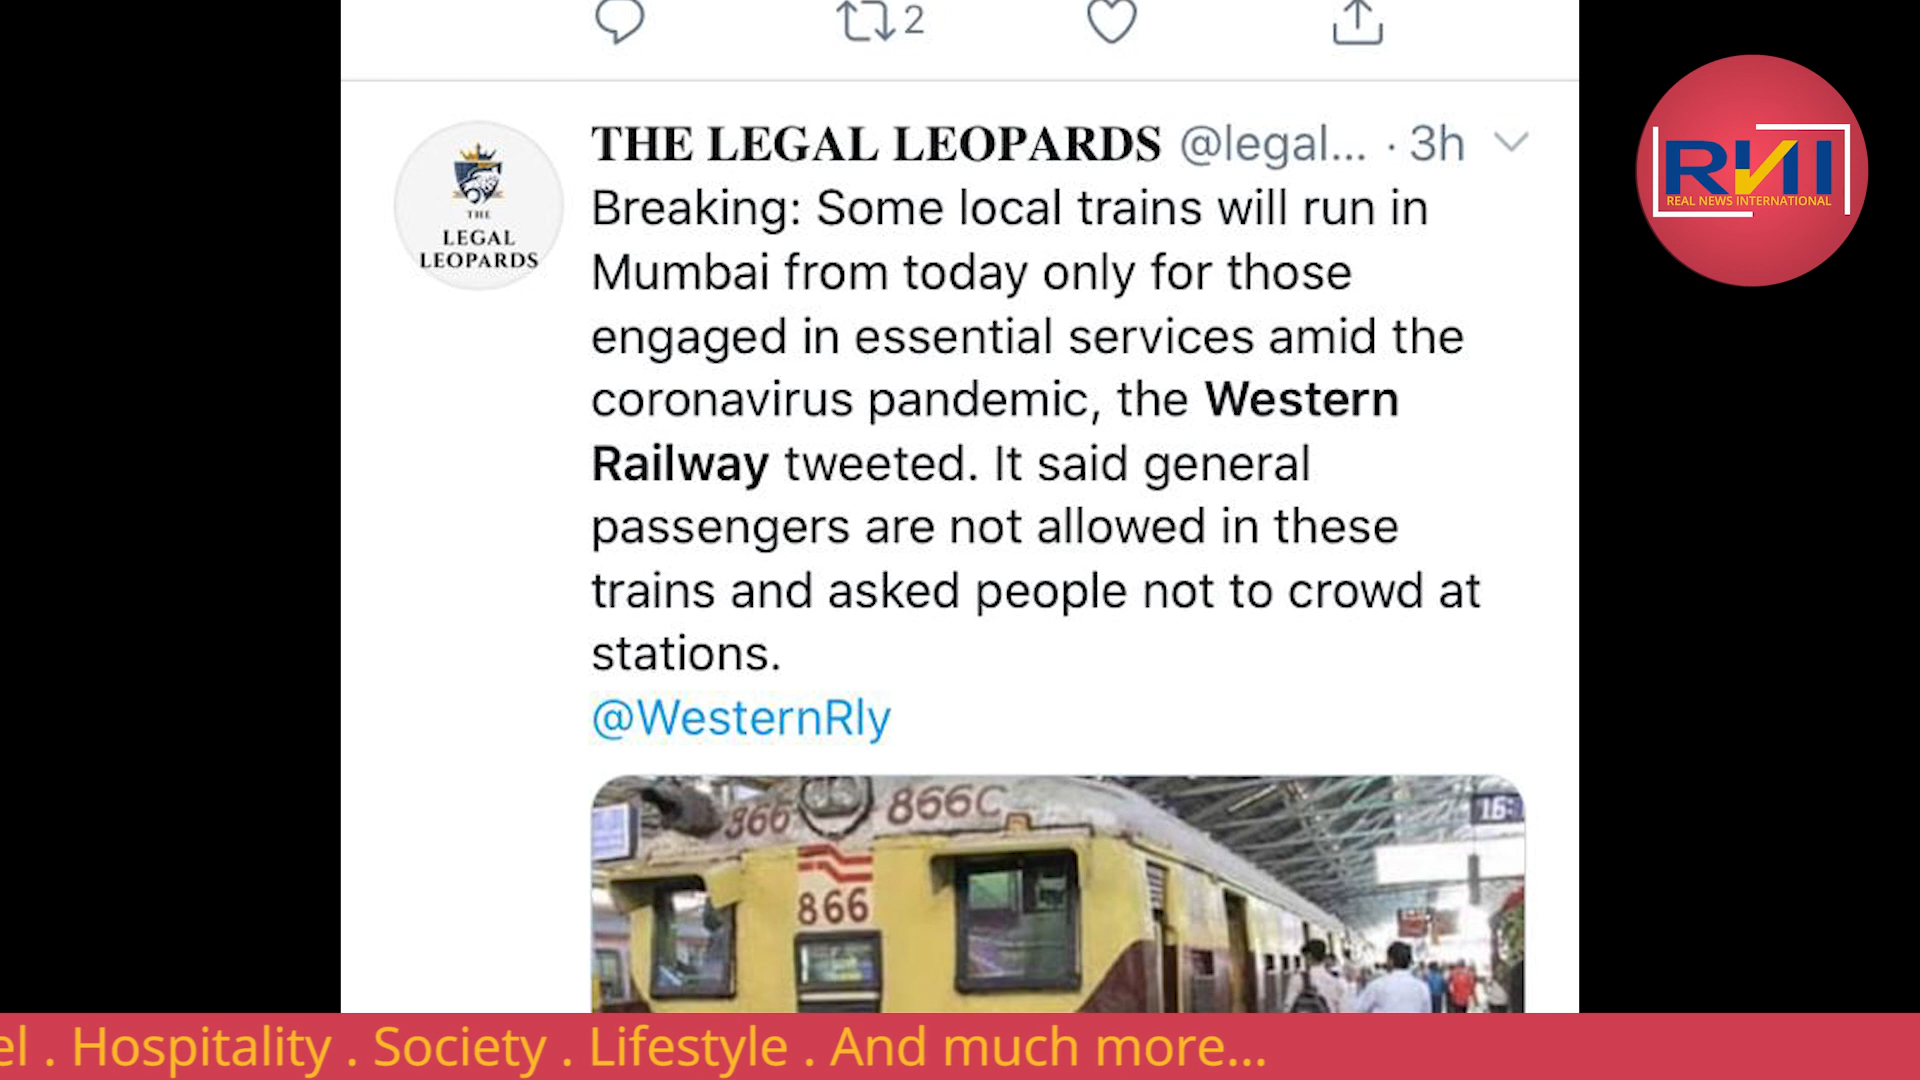 2
THE LEGAL LEOPARDS @legal... · 3h
Breaking: Some local trains will run in
Mumbai from today only for those
engaged in essential services amid the
coronavirus pandemic, the Western
Railway tweeted. It said general
passengers are not allowed in these
trains and asked people not to crowd at
stations.
@WesternRly
THE
LEGAL
LEOPARDS
RNI
REAL NEWS INTERNATIONAL
366 866C
866
16:
el . Hospitality . Society . Lifestyle . And much more...